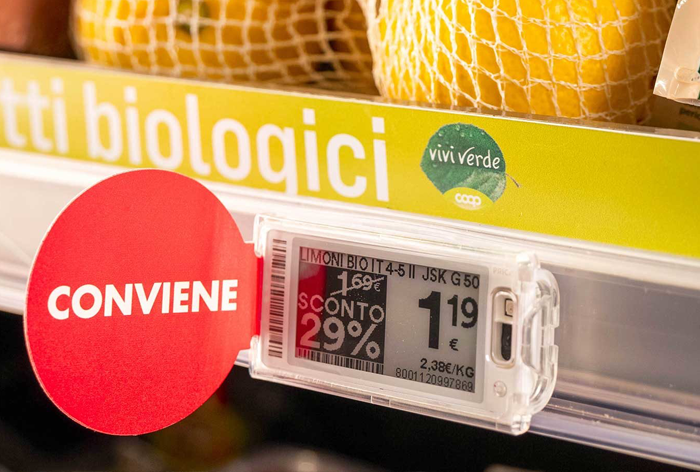 tti biologici
vivi verde
coop
CONVIENE
LIMONI BIO IT 4-5 II JSK G 500
1,69€
SCONTO
29%
1,19
€
2,38€/KG
8001120997869